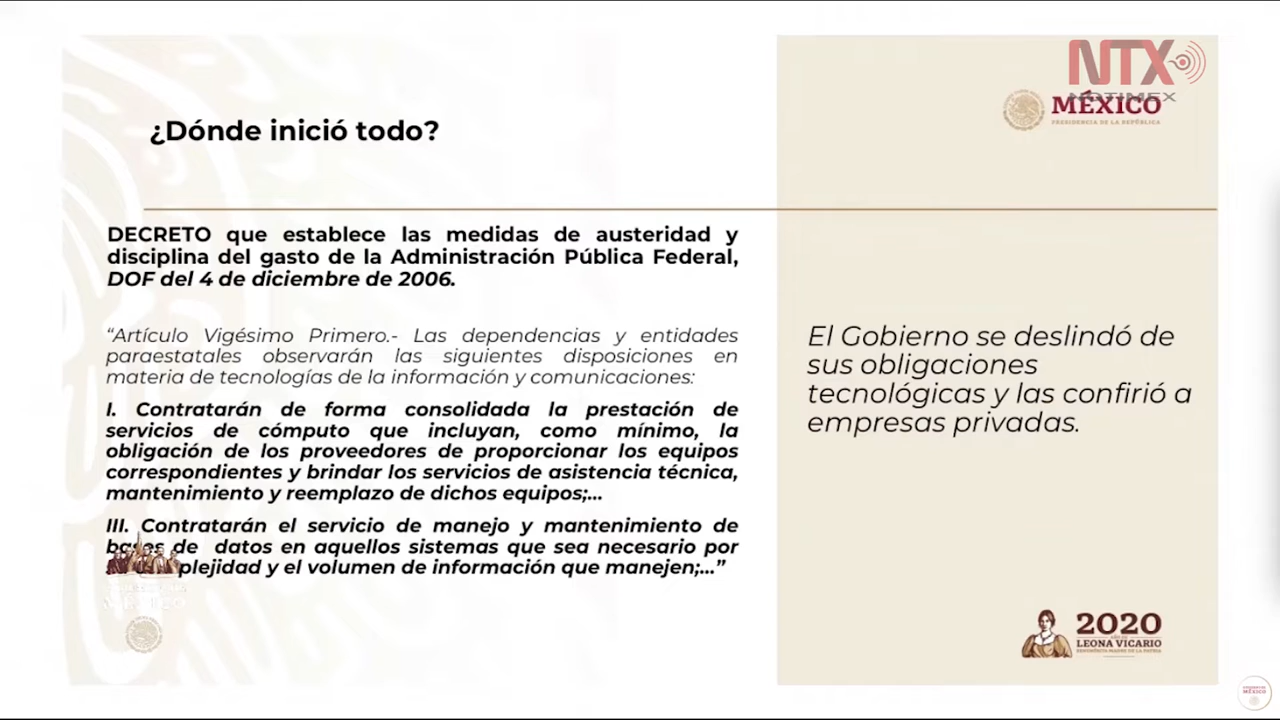 NTX
NOTIMEX
MÉXICO
PRESIDENCIA DE LA REPÚBLICA
¿Dónde inició todo?
DECRETO que establece las medidas de austeridad y
disciplina del gasto de la Administración Pública Federal,
DOF del 4 de diciembre de 2006.
“Artículo Vigésimo Primero.- Las dependencias y entidades
paraestatales observarán las siguientes disposiciones en
materia de tecnologías de la información y comunicaciones:
I. Contratarán de forma consolidada la prestación de
servicios de cómputo que incluyan, como mínimo, la
obligación de los proveedores de proporcionar los equipos
correspondientes y brindar los servicios de asistencia técnica,
mantenimiento y reemplazo de dichos equipos;...
III. Contratarán el servicio de manejo y mantenimiento de
bases de datos en aquellos sistemas que sea necesario por
plejidad y el volumen de información que manejen;...”
El Gobierno se deslindó de
sus obligaciones
tecnológicas y las confirió a
empresas privadas.
2020
LEONA VICARIO
MÉXICO